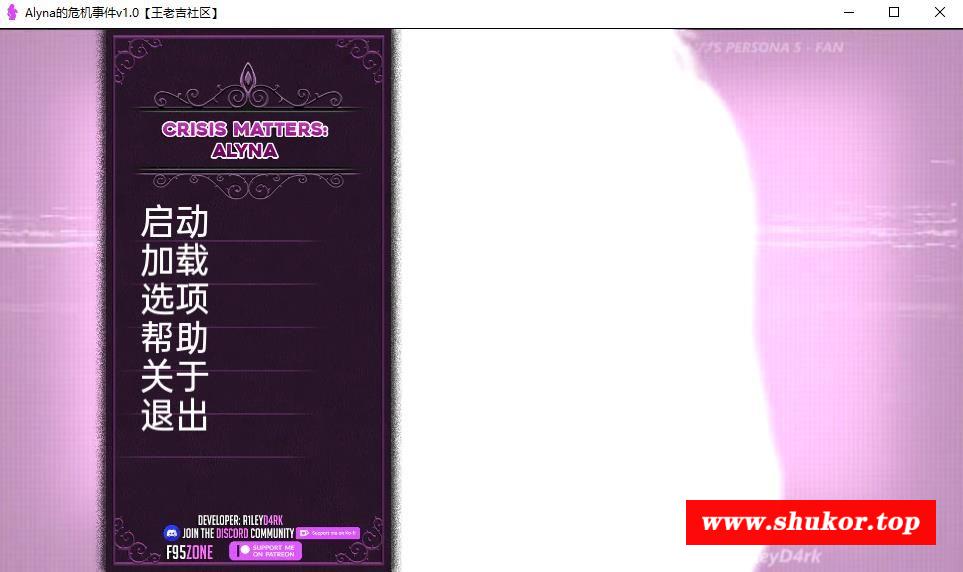 Alyna的危机事件v1.0【王老吉社区】
S PERSONA 5 - FAN
CRISIS MATTERS:
ALYNA
启动
加载
选项
帮助
关于
退出
DEVELOPER: R1LEYD4RK
JOIN THE DISCORD COMMUNITY
Support me on Ko-fi
F95ZONE
SUPPORT ME
ON PATREON
www.shukor.top
eyD4rk